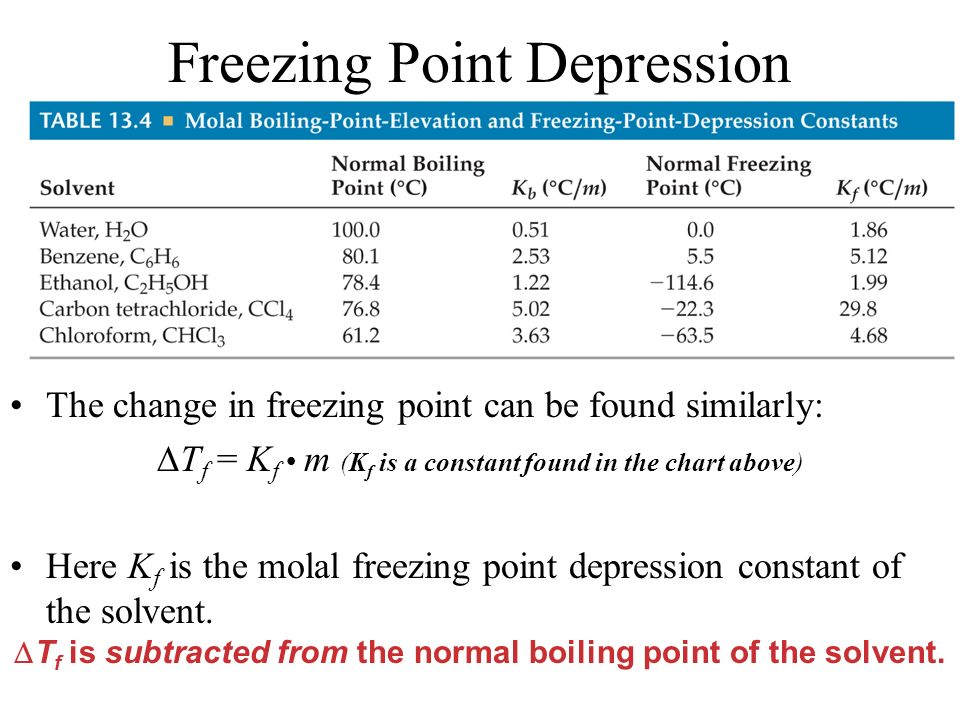 Freezing Point Depression
TABLE 13.4 ■ Molal Boiling-Point-Elevation and Freezing-Point-Depression Constants
Normal Boiling Normal Freezing
Solvent Point (°C) K_b (°C/m) Point (°C) K_f (°C/m)
Water, H₂O 100.0 0.51 0.0 1.86
Benzene, C₆H₆ 80.1 2.53 5.5 5.12
Ethanol, C₂H₅OH 78.4 1.22 −114.6 1.99
Carbon tetrachloride, CCl₄ 76.8 5.02 −22.3 29.8
Chloroform, CHCl₃ 61.2 3.63 −63.5 4.68
• The change in freezing point can be found similarly:
ΔT_f = K_f • m (K_f is a constant found in the chart above)
• Here K_f is the molal freezing point depression constant of
the solvent.
ΔT_f is subtracted from the normal boiling point of the solvent.